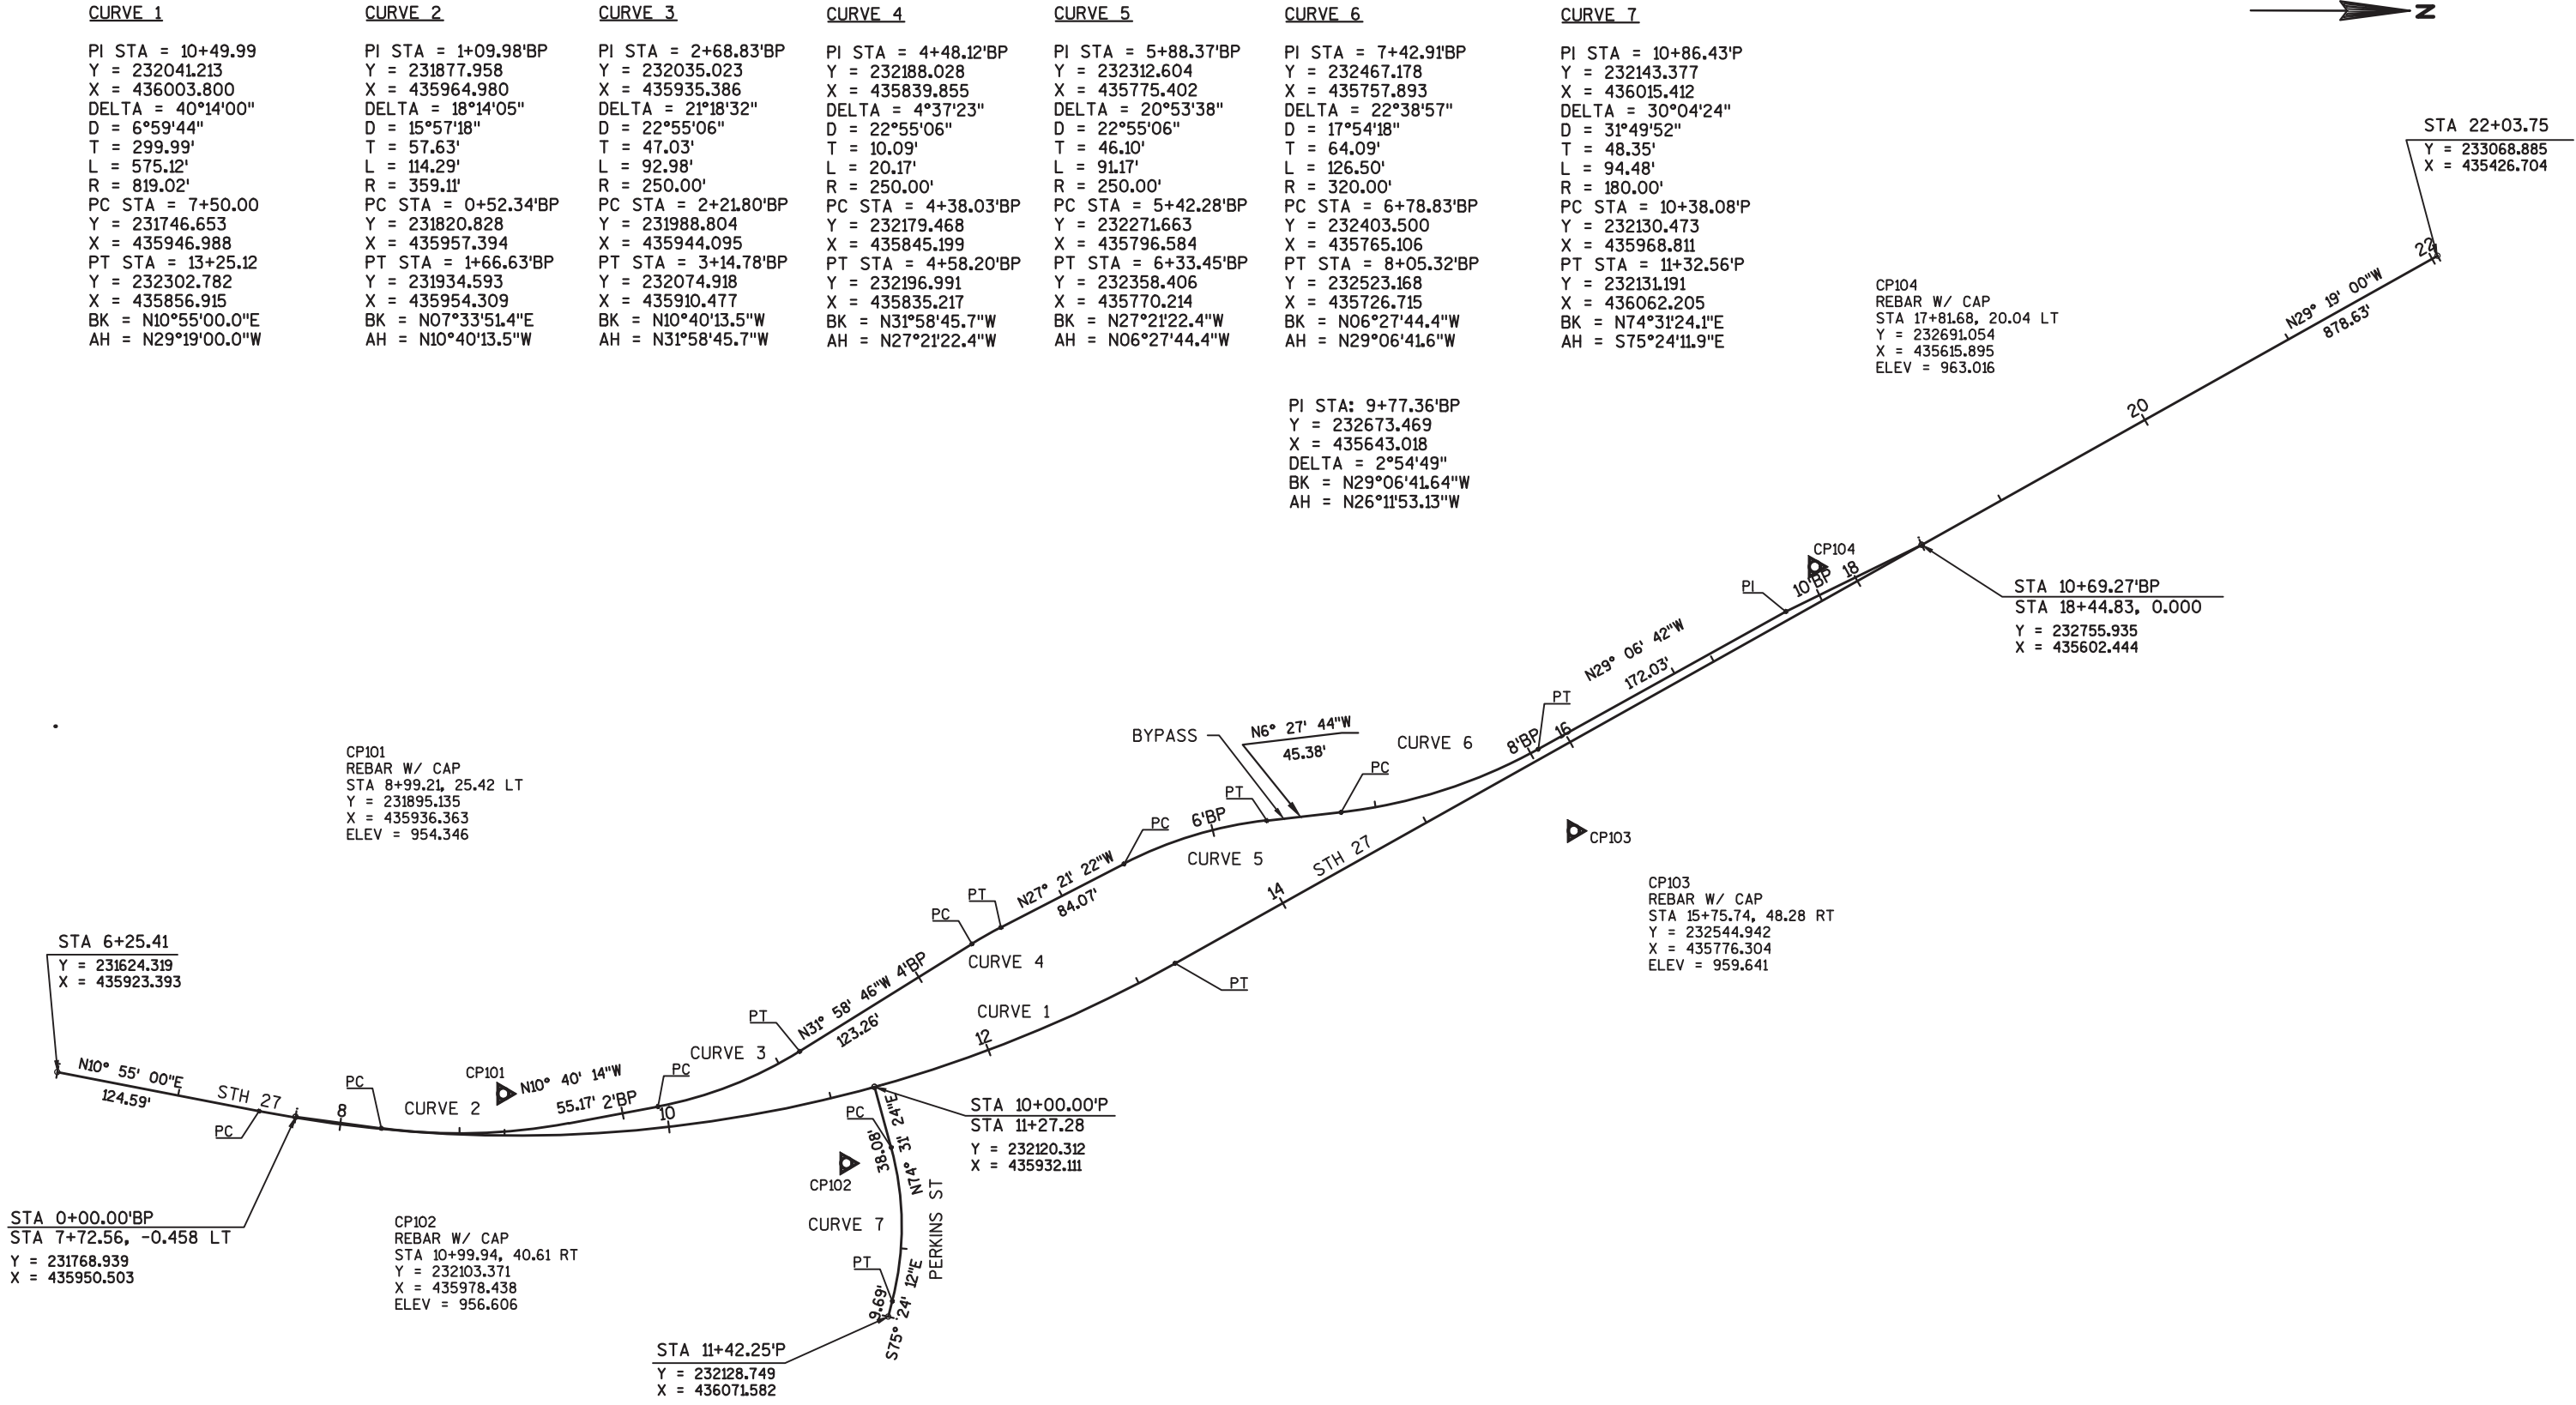 CURVE 1
PI STA = 10+49.99
Y = 232041.213
X = 436003.800
DELTA = 40°14'00"
D = 6°59'44"
T = 299.99'
L = 575.12'
R = 819.02'
PC STA = 7+50.00
Y = 231746.653
X = 435946.988
PT STA = 13+25.12
Y = 232302.782
X = 435856.915
BK = N10°55'00.0"E
AH = N29°19'00.0"W
CURVE 2
PI STA = 1+09.98'BP
Y = 231877.958
X = 435964.980
DELTA = 18°14'05"
D = 15°57'18"
T = 57.63'
L = 114.29'
R = 359.11'
PC STA = 0+52.34'BP
Y = 231820.828
X = 435957.394
PT STA = 1+66.63'BP
Y = 231934.593
X = 435954.309
BK = N07°33'51.4"E
AH = N10°40'13.5"W
CURVE 3
PI STA = 2+68.83'BP
Y = 232035.023
X = 435935.386
DELTA = 21°18'32"
D = 22°55'06"
T = 47.03'
L = 92.98'
R = 250.00'
PC STA = 2+21.80'BP
Y = 231988.804
X = 435944.095
PT STA = 3+14.78'BP
Y = 232074.918
X = 435910.477
BK = N10°40'13.5"W
AH = N31°58'45.7"W
CURVE 4
PI STA = 4+48.12'BP
Y = 232188.028
X = 435839.855
DELTA = 4°37'23"
D = 22°55'06"
T = 10.09'
L = 20.17'
R = 250.00'
PC STA = 4+38.03'BP
Y = 232179.468
X = 435845.199
PT STA = 4+58.20'BP
Y = 232196.991
X = 435835.217
BK = N31°58'45.7"W
AH = N27°21'22.4"W
CURVE 5
PI STA = 5+88.37'BP
Y = 232312.604
X = 435775.402
DELTA = 20°53'38"
D = 22°55'06"
T = 46.10'
L = 91.17'
R = 250.00'
PC STA = 5+42.28'BP
Y = 232271.663
X = 435796.584
PT STA = 6+33.45'BP
Y = 232358.406
X = 435770.214
BK = N27°21'22.4"W
AH = N06°27'44.4"W
CURVE 6
PI STA = 7+42.91'BP
Y = 232467.178
X = 435757.893
DELTA = 22°38'57"
D = 17°54'18"
T = 64.09'
L = 126.50'
R = 320.00'
PC STA = 6+78.83'BP
Y = 232403.500
X = 435765.106
PT STA = 8+05.32'BP
Y = 232523.168
X = 435726.715
BK = N06°27'44.4"W
AH = N29°06'41.6"W
PI STA: 9+77.36'BP
Y = 232673.469
X = 435643.018
DELTA = 2°54'49"
BK = N29°06'41.64"W
AH = N26°11'53.13"W
CURVE 7
PI STA = 10+86.43'P
Y = 232143.377
X = 436015.412
DELTA = 30°04'24"
D = 31°49'52"
T = 48.35'
L = 94.48'
R = 180.00'
PC STA = 10+38.08'P
Y = 232130.473
X = 435968.811
PT STA = 11+32.56'P
Y = 232131.191
X = 436062.205
BK = N74°31'24.1"E
AH = S75°24'11.9"E
N
STA 22+03.75
Y = 233068.885
X = 435426.704
22
N29° 19' 00"W
878.63'
CP104
REBAR W/ CAP
STA 17+81.68, 20.04 LT
Y = 232691.054
X = 435615.895
ELEV = 963.016
20
CP104
PI
10'BP
18
STA 10+69.27'BP
STA 18+44.83, 0.000
Y = 232755.935
X = 435602.444
N29° 06' 42"W
172.03'
PT
8'BP
16
BYPASS
N6° 27' 44"W
45.38'
CURVE 6
PC
PT
6'BP
PC
CURVE 5
CP103
CP103
REBAR W/ CAP
STA 15+75.74, 48.28 RT
Y = 232544.942
X = 435776.304
ELEV = 959.641
STH 27
14
CP101
REBAR W/ CAP
STA 8+99.21, 25.42 LT
Y = 231895.135
X = 435936.363
ELEV = 954.346
N27° 21' 22"W
84.07'
PT
PC
CURVE 4
N31° 58' 46"W
4'BP
123.26'
PT
PT
CURVE 1
12
CURVE 3
PC
STA 6+25.41
Y = 231624.319
X = 435923.393
N10° 55' 00"E
124.59'
STH 27
PC
8
PC
CURVE 2
CP101
N10° 40' 14"W
55.17'
2'BP
10
STA 10+00.00'P
STA 11+27.28
Y = 232120.312
X = 435932.111
PC
38.08'
N74° 31' 24"E
CP102
CURVE 7
PERKINS ST
PT
9.69'
S75° 24' 12"E
STA 0+00.00'BP
STA 7+72.56, -0.458 LT
Y = 231768.939
X = 435950.503
CP102
REBAR W/ CAP
STA 10+99.94, 40.61 RT
Y = 232103.371
X = 435978.438
ELEV = 956.606
STA 11+42.25'P
Y = 232128.749
X = 436071.582